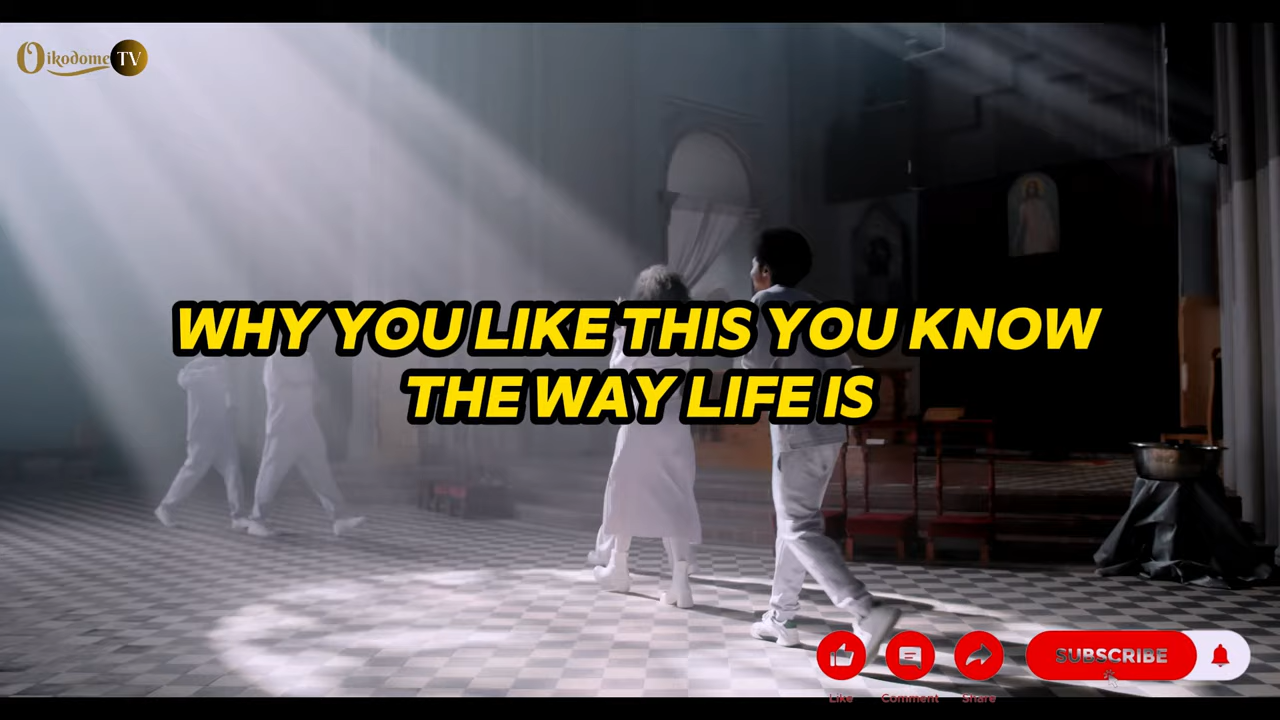 Oikodome TV
WHY YOU LIKE THIS YOU KNOW
THE WAY LIFE IS
SUBSCRIBE
Like Comment Share